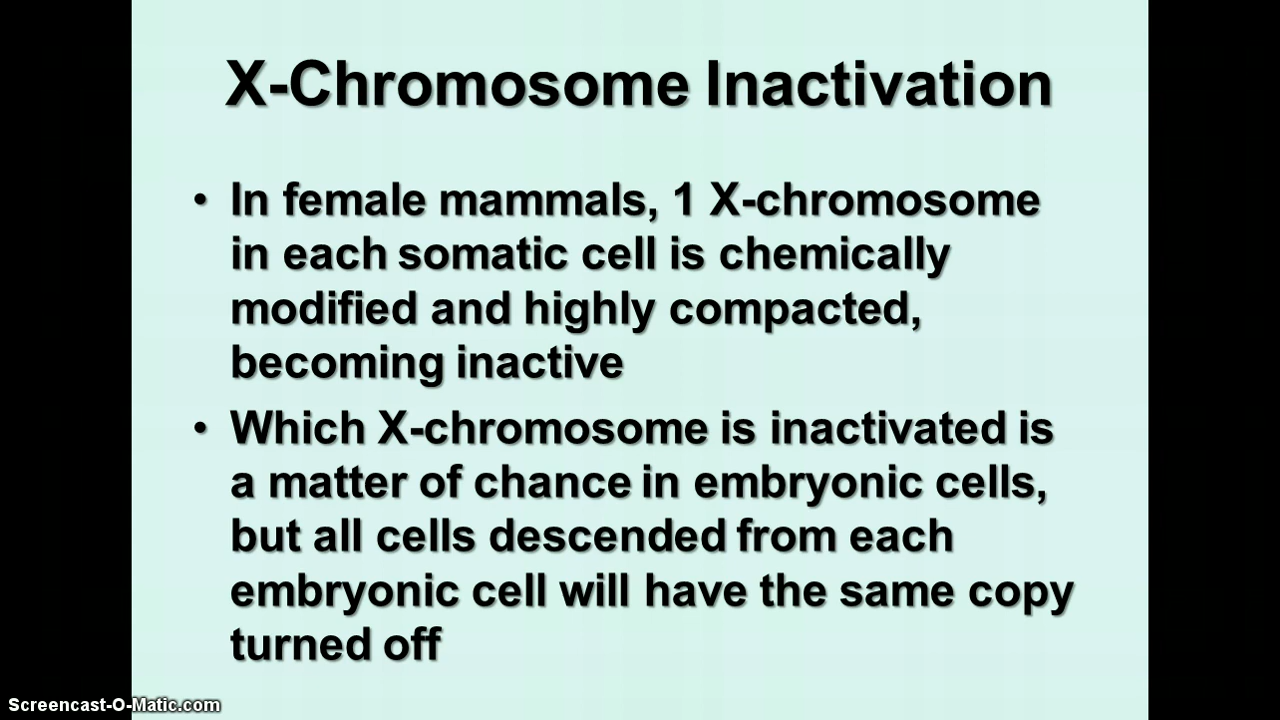 X-Chromosome Inactivation
• In female mammals, 1 X-chromosome
in each somatic cell is chemically
modified and highly compacted,
becoming inactive
• Which X-chromosome is inactivated is
a matter of chance in embryonic cells,
but all cells descended from each
embryonic cell will have the same copy
turned off
Screencast-O-Matic.com